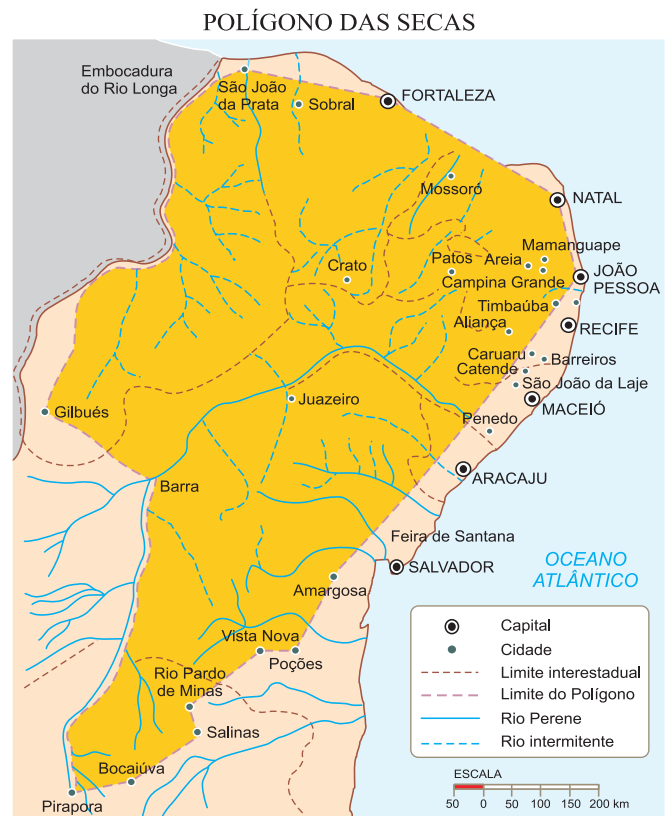 POLÍGONO DAS SECAS
Embocadura
do Rio Longa
São João
da Prata
Sobral
FORTALEZA
Mossoró
NATAL
Mamanguape
Patos
Areia
Crato
Campina Grande
JOÃO
PESSOA
Timbaúba
Aliança
RECIFE
Caruaru
Barreiros
Catende
São João da Laje
Juazeiro
MACEIÓ
Gilbués
Penedo
ARACAJU
Barra
Feira de Santana
SALVADOR
OCEANO
ATLÂNTICO
Amargosa
Vista Nova
Poções
Rio Pardo
de Minas
Salinas
Bocaiúva
Pirapora
Capital
Cidade
Limite interestadual
Limite do Polígono
Rio Perene
Rio intermitente
ESCALA
50 0 50 100 150 200 km